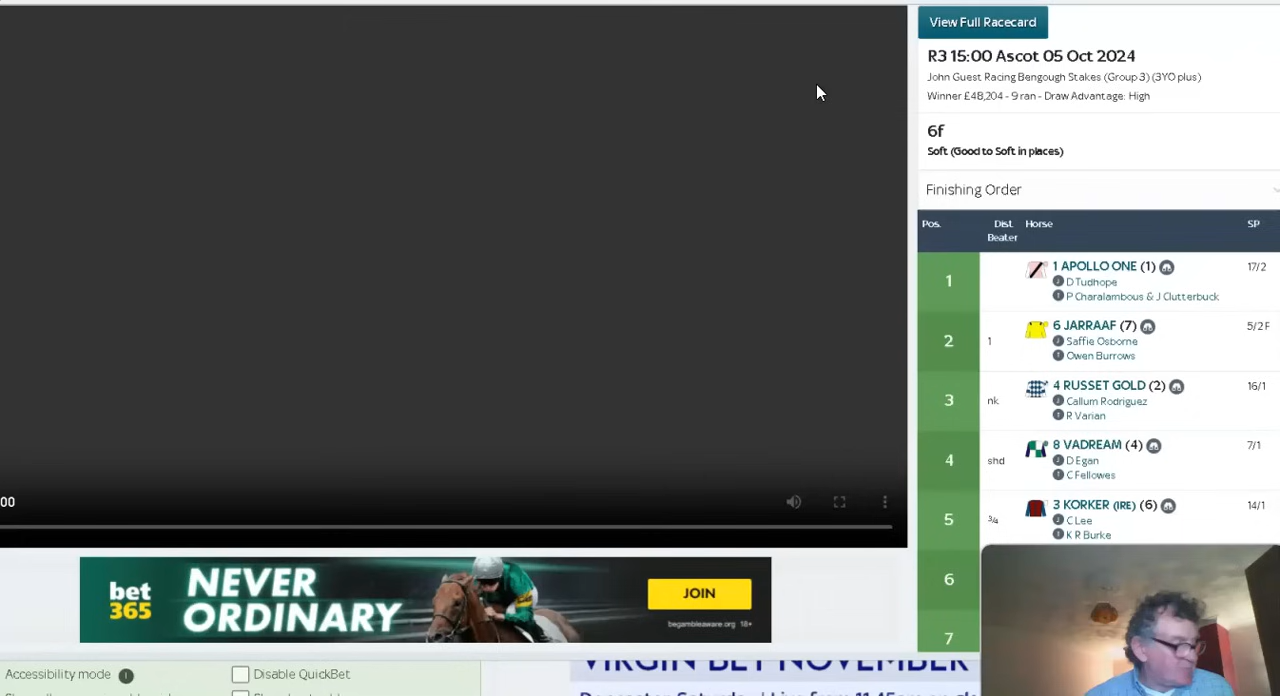 View Full Racecard
R3 15:00 Ascot 05 Oct 2024
John Guest Racing Bengough Stakes (Group 3) (3YO plus)
Winner £48,204 - 9 ran - Draw Advantage: High
6f
Soft (Good to Soft in places)
Finishing Order
Pos. Dist. Beaten Horse SP
1 1 APOLLO ONE (1) 17/2
D Tudhope
P Charalambous & J Clutterbuck
2 1 6 JARRAAF (7) 5/2 F
Saffie Osborne
Owen Burrows
3 nk 4 RUSSET GOLD (2) 16/1
Callum Rodriguez
R Varian
4 shd 8 VADREAM (4) 7/1
D Egan
C Fellowes
5 ¾ 3 KORKER (IRE) (6) 14/1
C Lee
K R Burke
6
7
00
bet365
NEVER
ORDINARY
JOIN
begambleaware.org 18+
Accessibility mode
Disable QuickBet
VIRGIN BET NOVEMBER